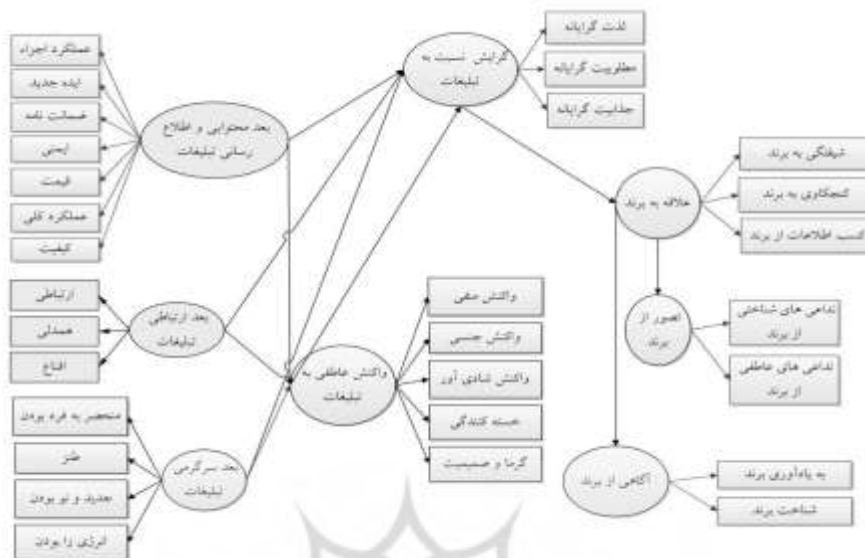 عملکرد اجزاء
ایده جدید
ضمانت نامه
ایمنی
قیمت
عملکرد کلی
کیفیت
بعد محتوایی و اطلاع
رسانی تبلیغات
گرایش نسبت به
تبلیغات
لذت گرایانه
مطلوبیت گرایانه
جذابیت گرایانه
علاقه به برند
شیفتگی به برند
کنجکاوی به برند
کسب اطلاعات از برند
ارتباطی
همدلی
اقناع
بعد ارتباطی
تبلیغات
واکنش عاطفی به
تبلیغات
واکنش منفی
واکنش جنسی
واکنش شادی آور
خسته کنندگی
گرما و صمیمیت
تصور از
برند
تداعی های شناختی
از برند
تداعی های عاطفی
از برند
منحصر به فرد بودن
طنز
جدید و نو بودن
انرژی زا بودن
بعد سرگرمی
تبلیغات
آگاهی از برند
به یادآوری برند
شناخت برند